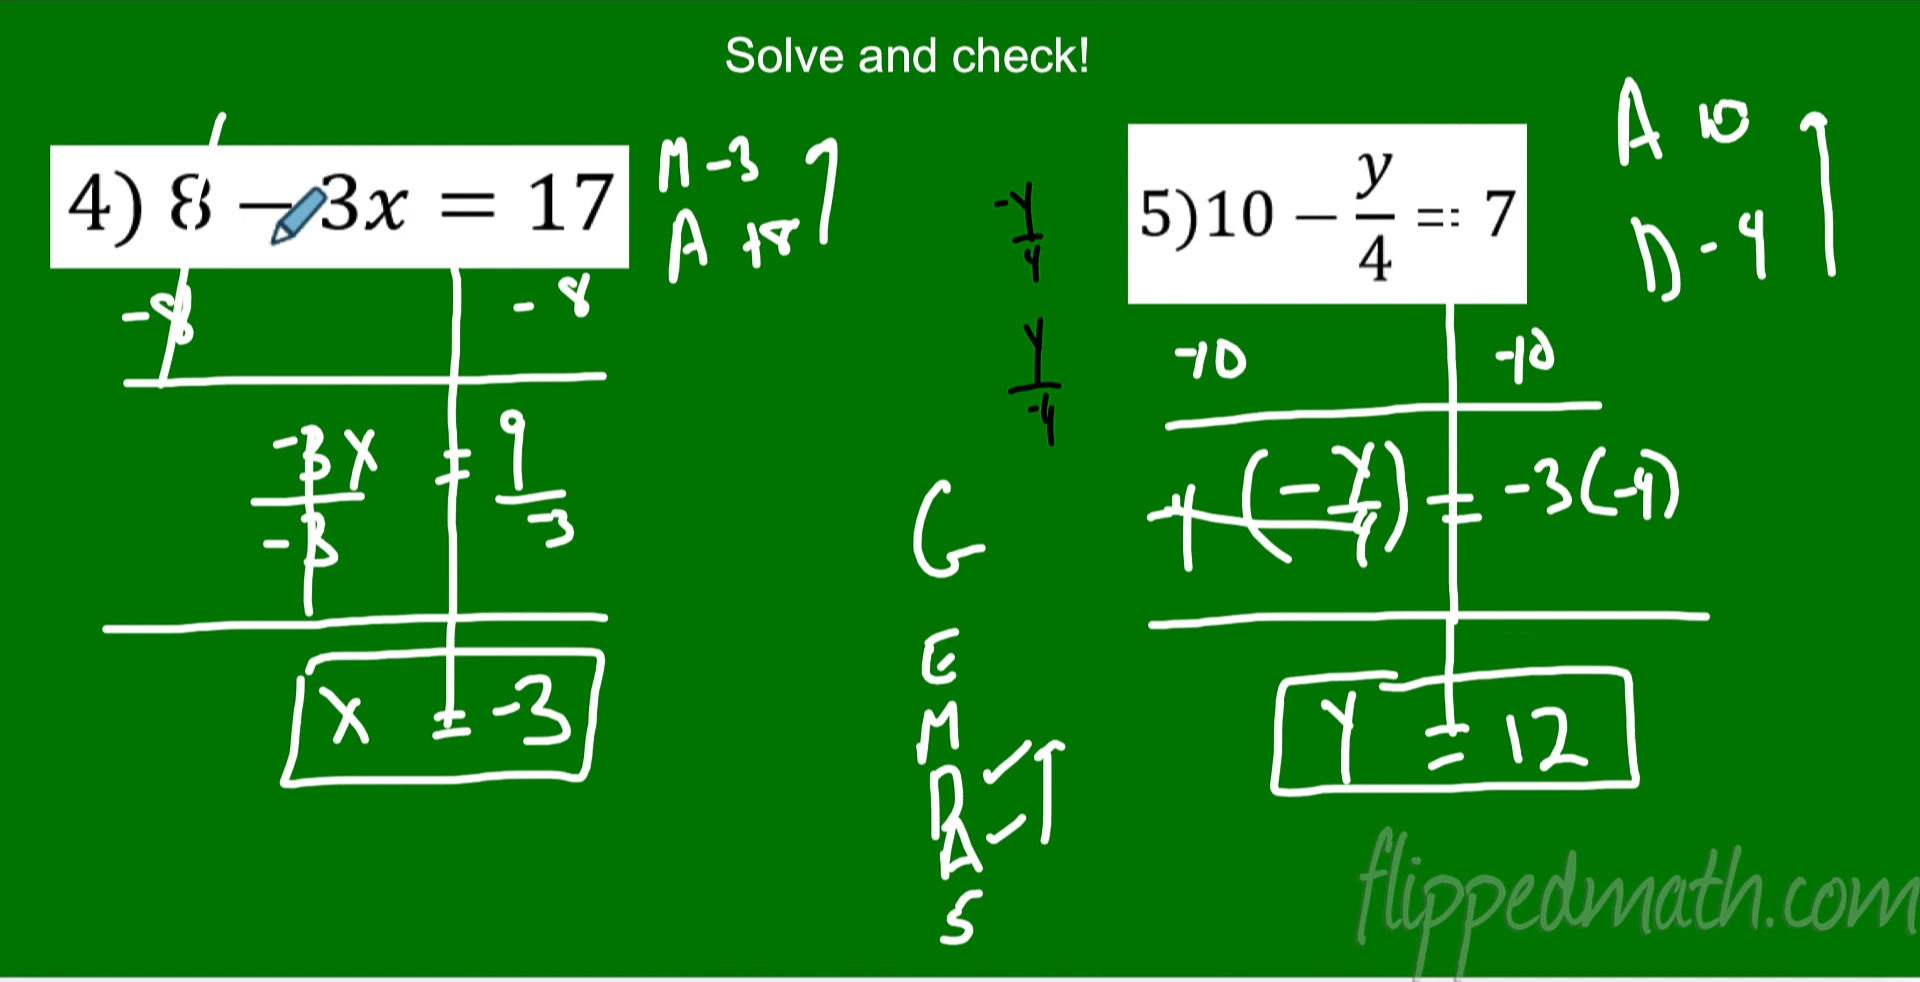 Solve and check!
4) 8 − 3x = 17
M -3
A +8
-8 -8
-3x = 9
-3 -3
x = -3
-y
4
y
-4
G
E
M
D
A
S
5)10 − y/4 = 7
A 10
D -4
-10 -10
-4(-y/4) = -3(-4)
Y = 12
flippedmath.com